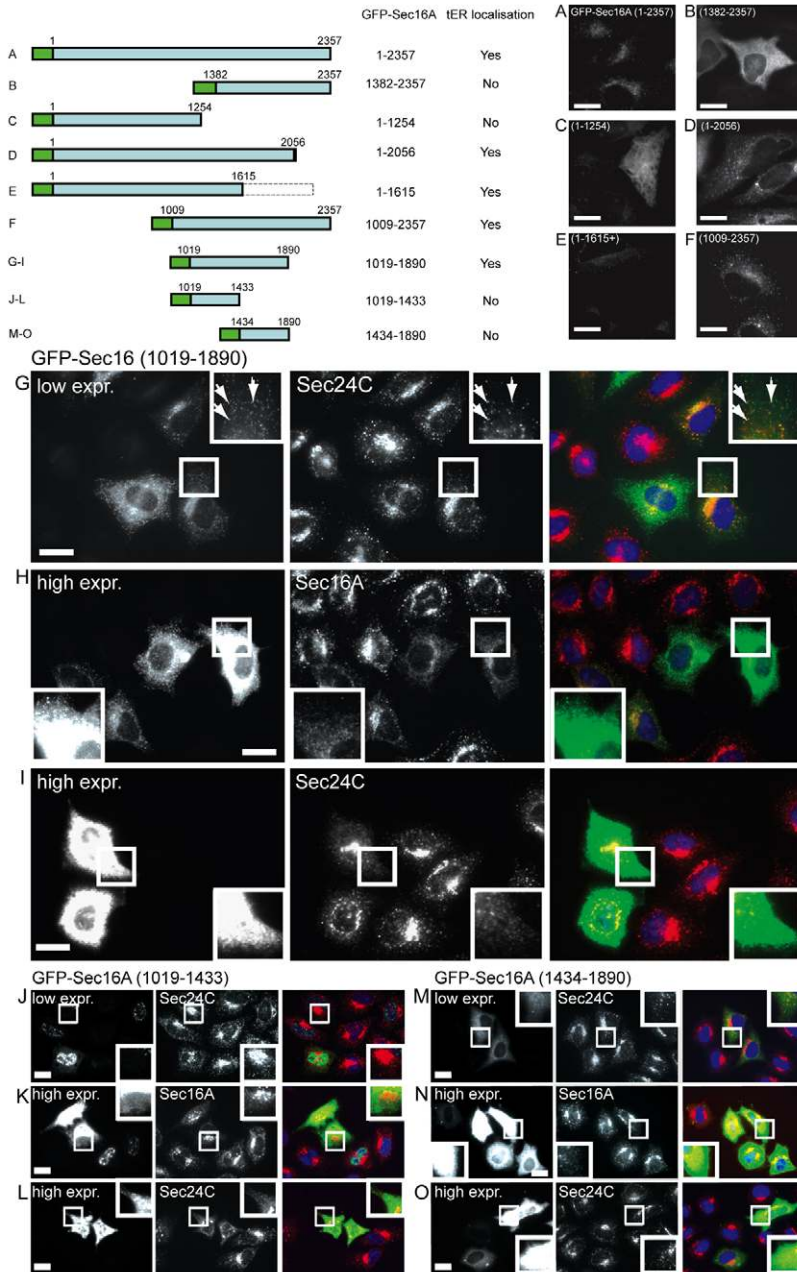 GFP-Sec16A tER localisation
A 1 2357 1-2357 Yes
B 1382 2357 1382-2357 No
C 1 1254 1-1254 No
D 1 2056 1-2056 Yes
E 1 1615 1-1615 Yes
F 1009 2357 1009-2357 Yes
G-I 1019 1890 1019-1890 Yes
J-L 1019 1433 1019-1433 No
M-O 1434 1890 1434-1890 No
A GFP-Sec16A (1-2357)
B (1382-2357)
C (1-1254)
D (1-2056)
E (1-1615+)
F (1009-2357)
GFP-Sec16 (1019-1890)
G low expr. Sec24C
H high expr. Sec16A
I high expr. Sec24C
GFP-Sec16A (1019-1433)
J low expr. Sec24C
K high expr. Sec16A
L high expr. Sec24C
GFP-Sec16A (1434-1890)
M low expr. Sec24C
N high expr. Sec16A
O high expr. Sec24C